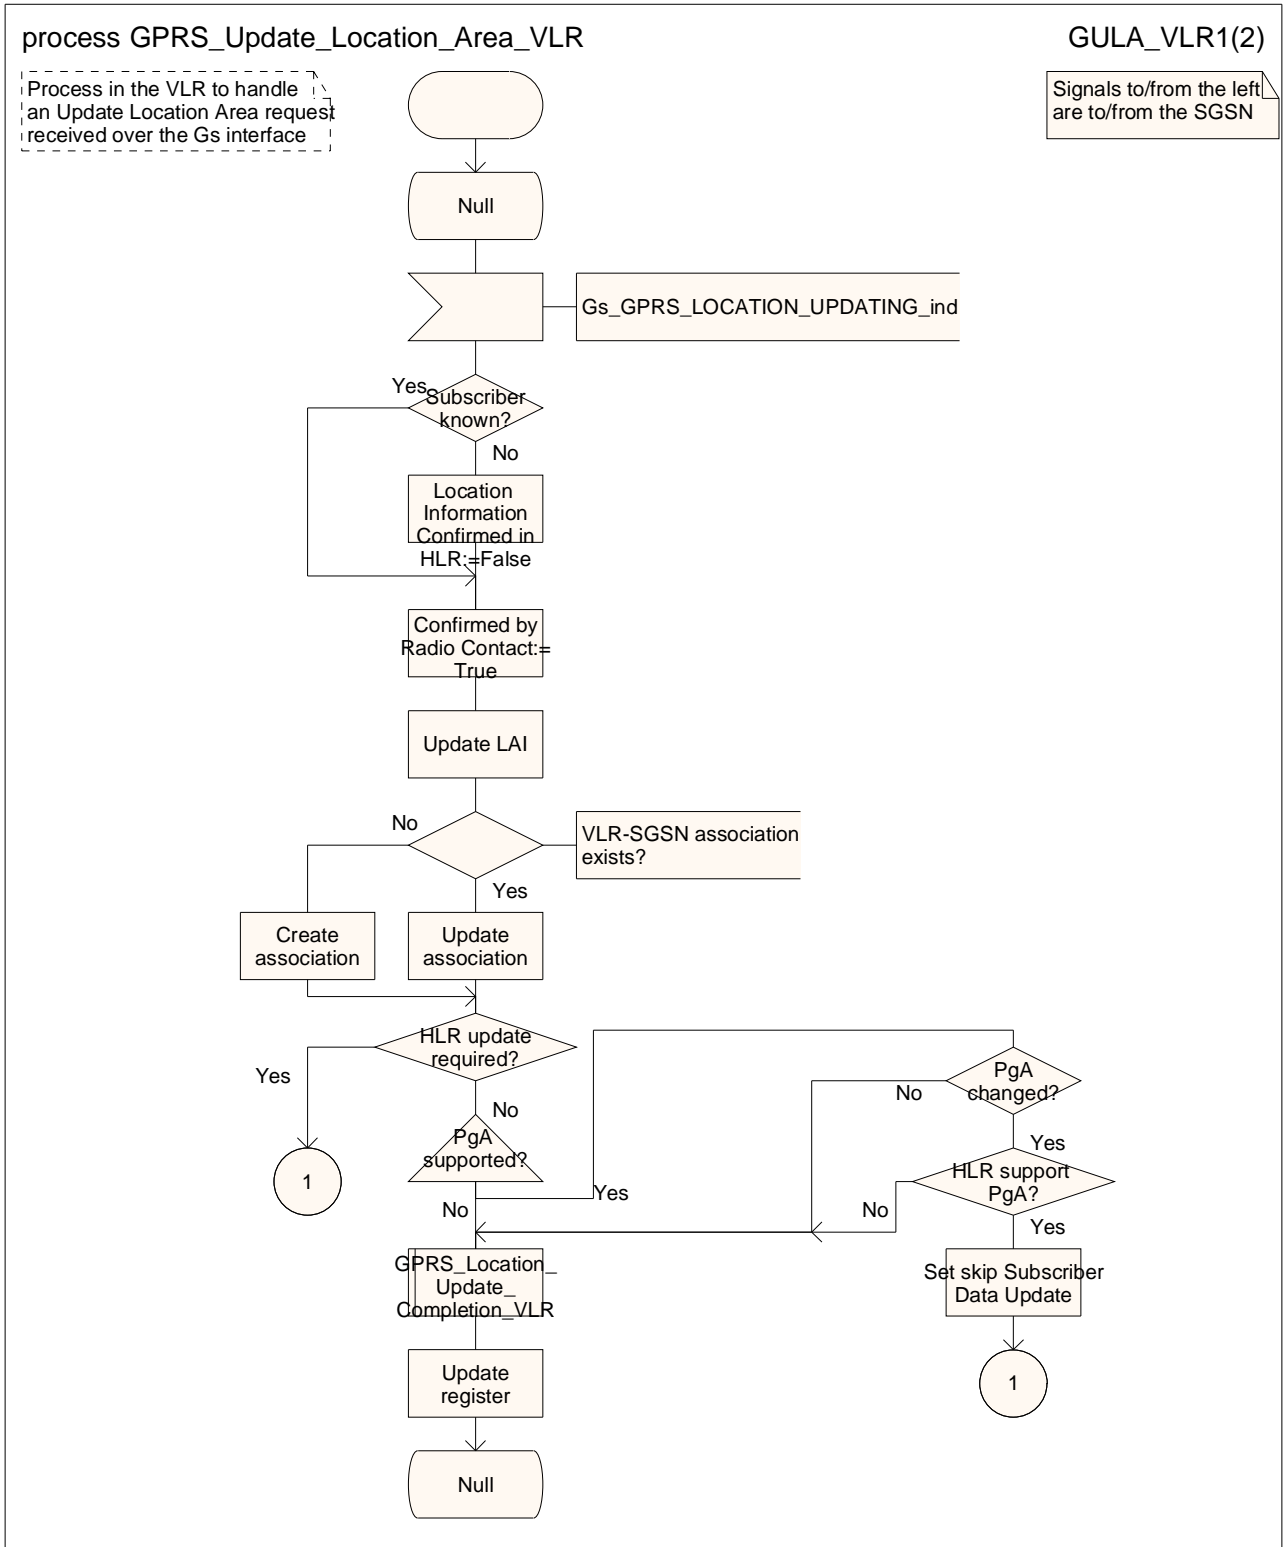 process GPRS_Update_Location_Area_VLR
GULA_VLR1(2)
Process in the VLR to handle
an Update Location Area request
received over the Gs interface
Signals to/from the left
are to/from the SGSN
Null
Gs_GPRS_LOCATION_UPDATING_ind
Yes
Subscriber
known?
No
Location
Information
Confirmed in
HLR:=False
Confirmed by
Radio Contact:=
True
Update LAI
No
VLR-SGSN association
exists?
Yes
Create
association
Update
association
HLR update
required?
Yes
No
PgA
changed?
No
Yes
PgA
supported?
1
HLR support
PgA?
Yes
No
No
Yes
GPRS_Location_
Update_
Completion_VLR
Set skip Subscriber
Data Update
Update
register
1
Null